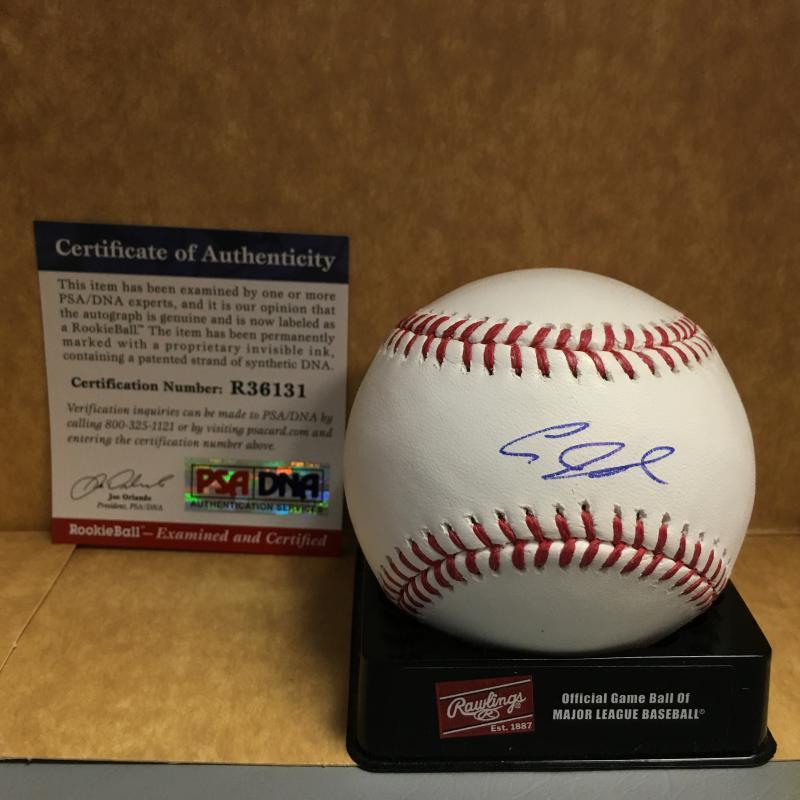 Certificate of Authenticity
This item has been examined by one or more
PSA/DNA experts, and it is our opinion that
the autograph is genuine and is now labeled as
a RookieBall.™ The item has been permanently
marked with a proprietary invisible ink,
containing a patented strand of synthetic DNA.
Certification Number: R36131
Verification inquiries can be made to PSA/DNA by
calling 800-325-1121 or by visiting psacard.com and
entering the certification number above.
Joe Orlando
President, PSA/DNA
PSA DNA
AUTHENTICATION SERVICES
RookieBall™ — Examined and Certified
Rawlings
R
Est. 1887
Official Game Ball Of
MAJOR LEAGUE BASEBALL®